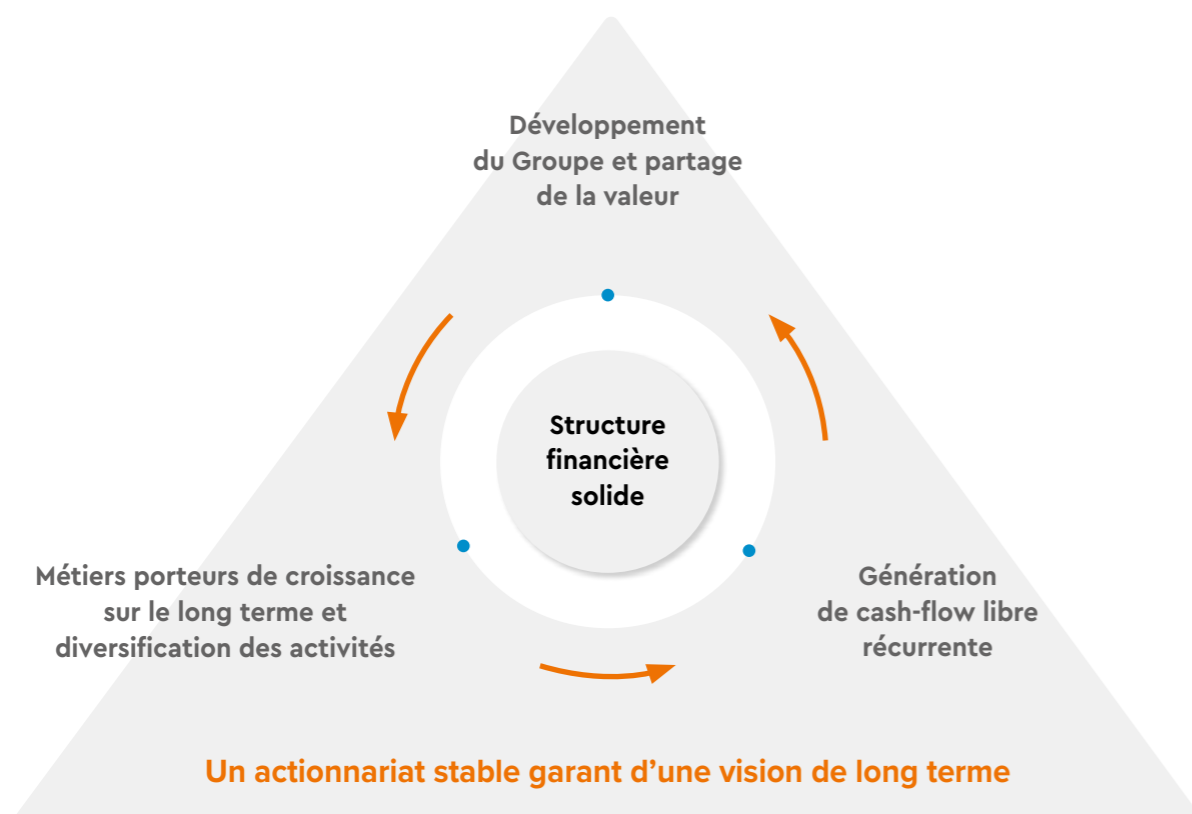 Développement
du Groupe et partage
de la valeur
Structure
financière
solide
Métiers porteurs de croissance
sur le long terme et
diversification des activités
Génération
de cash-flow libre
récurrente
Un actionnariat stable garant d’une vision de long terme